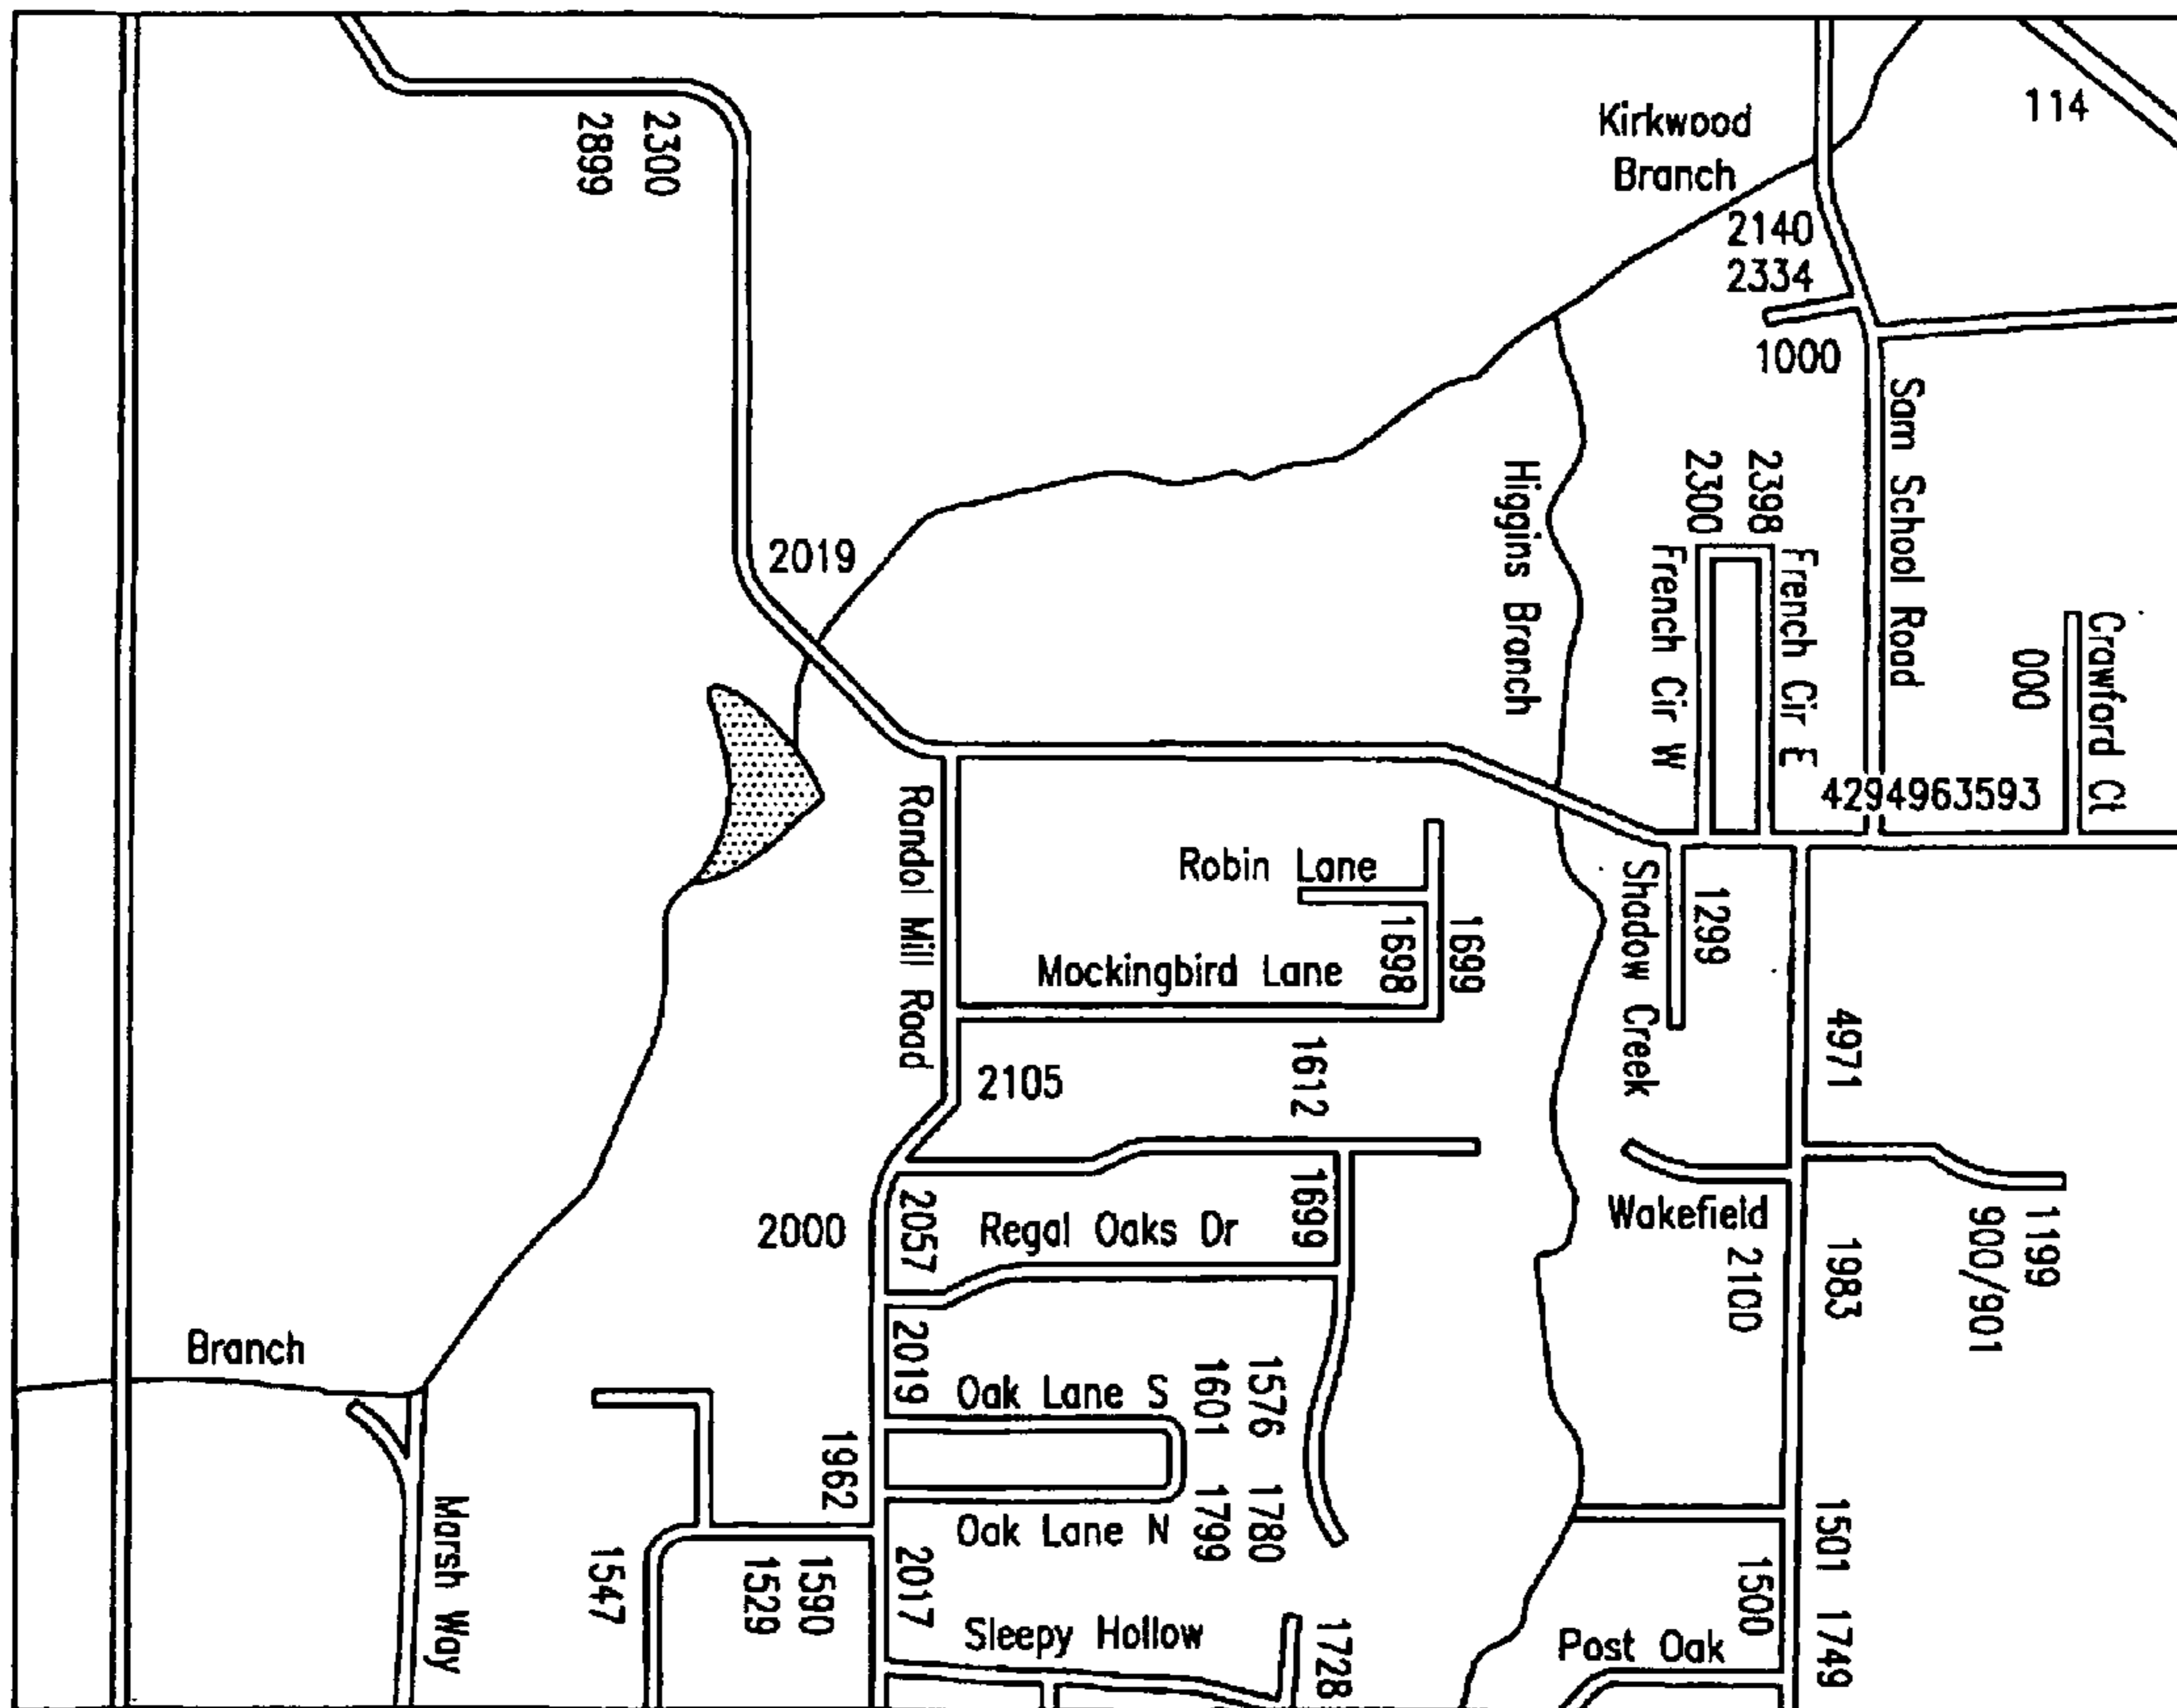 114
Kirkwood
Branch
2300
2899
2140
2334
1000
Sam School Road
2398
2300
Higgins Branch
French Cir W
French Cir E
2019
Crawford Ct
000
4294963593
Randol Mill Road
Robin Lane
1698
1699
Shadow Creek
1299
Mockingbird Lane
2105
1612
4971
2000
2057
Regal Oaks Dr
1699
Wakefield
2100
1983
1199
900/901
Branch
2019
Oak Lane S
1601
1576
1962
Oak Lane N
1799
1780
Marsh Way
1547
1590
1529
2017
Sleepy Hollow
1728
Post Oak
1500
1501 1749